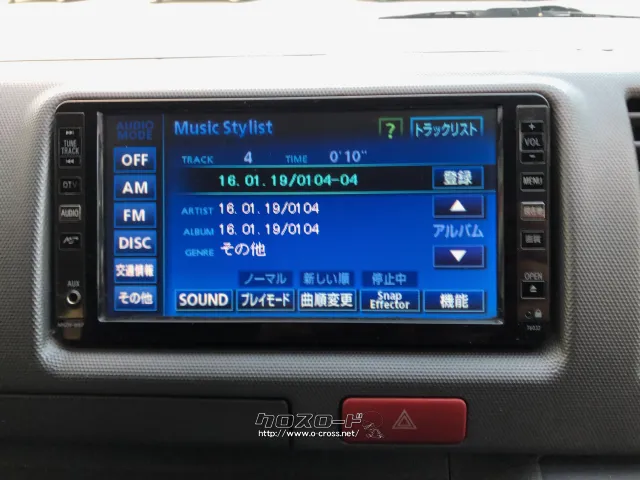 AUDIO MODE
Music Stylist
?
トラックリスト
TRACK 4 TIME 0'10"
16.01.19/0104-04
登録
ARTIST 16.01.19/0104
ALBUM 16.01.19/0104
アルバム
GENRE その他
OFF
AM
FM
DISC
交通情報
その他
ノーマル 新しい順 停止中
SOUND プレイモード 曲順変更 Snap Effector 機能
TUNE
TRACK
DTV
AUDIO
AUX
+
VOL
-
MENU
現在地
画質
OPEN
クロスロード
http://www.o-cross.net/